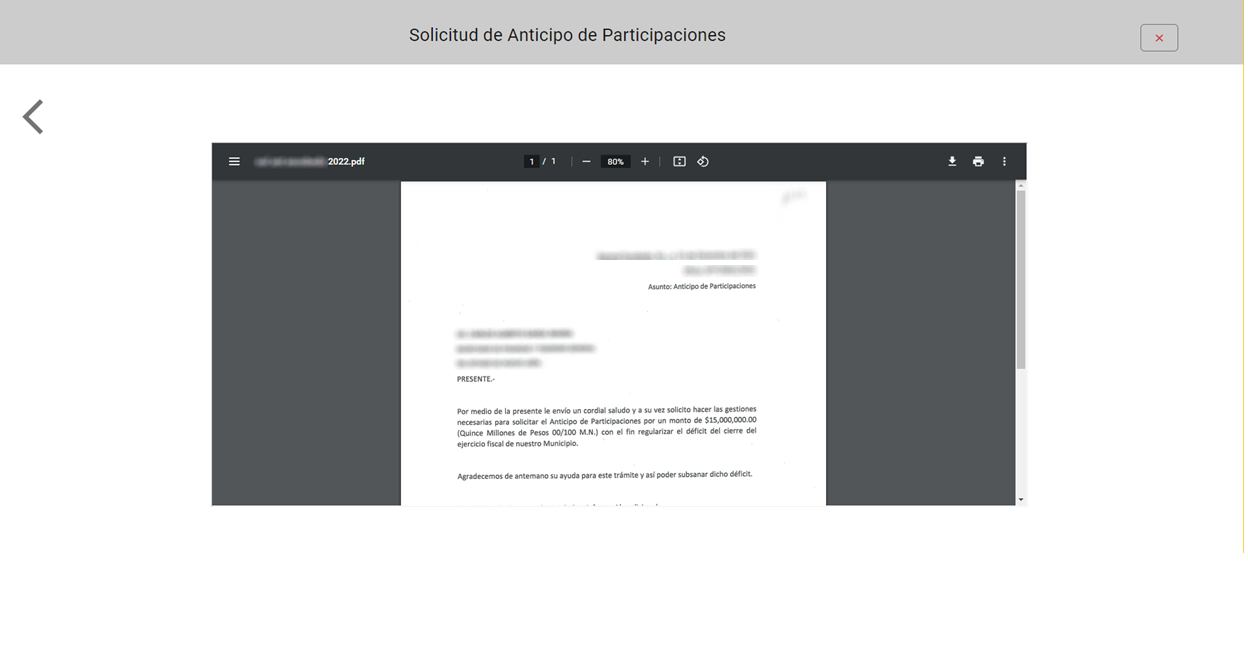 Solicitud de Anticipo de Participaciones
2022.pdf
1 / 1
80%
Asunto: Anticipo de Participaciones
PRESENTE.-
Por medio de la presente le envío un cordial saludo y a su vez solicito hacer las gestiones
necesarias para solicitar el Anticipo de Participaciones por un monto de $15,000,000.00
(Quince Millones de Pesos 00/100 M.N.) con el fin regularizar el déficit del cierre del
ejercicio fiscal de nuestro Municipio.
Agradecemos de antemano su ayuda para este trámite y así poder subsanar dicho déficit.